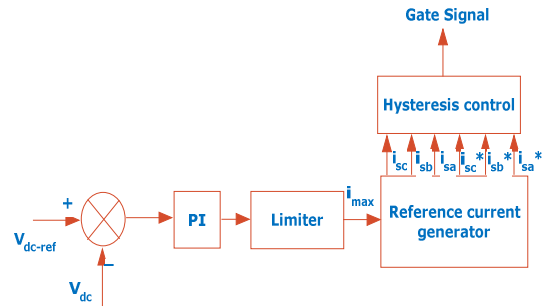 Gate Signal
Hysteresis control
isc isb isa isc* isb* isa*
imax
+
PI
Limiter
Reference current
generator
Vdc-ref
−
Vdc